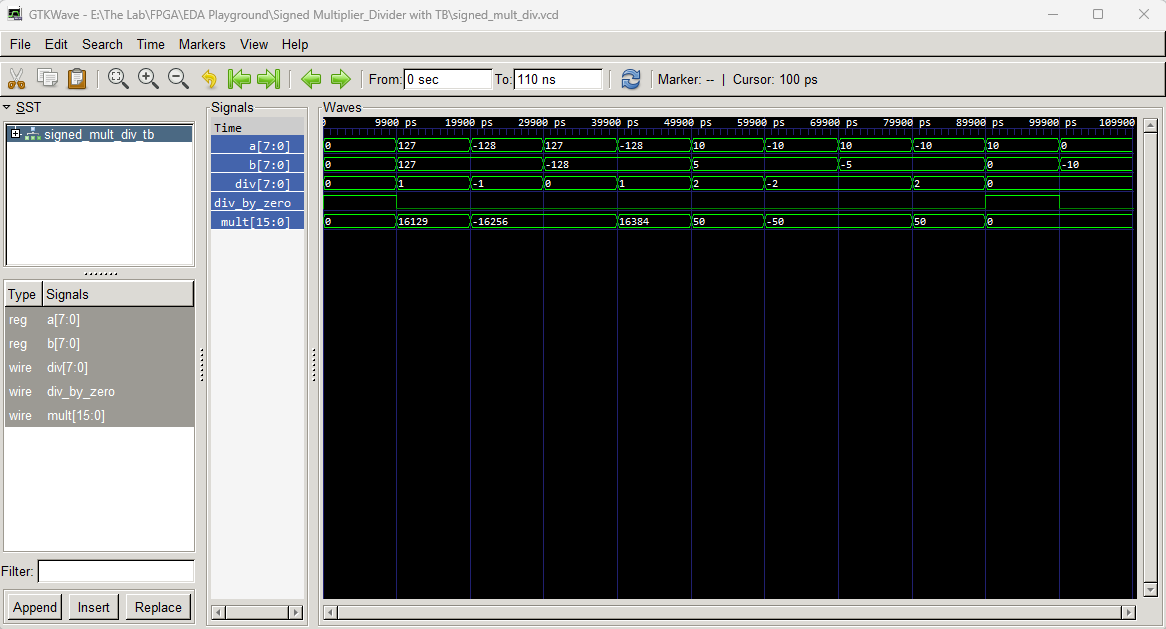 GTKWave - E:\The Lab\FPGA\EDA Playground\Signed Multiplier_Divider with TB\signed_mult_div.vcd
File Edit Search Time Markers View Help
From: 0 sec To: 110 ns Marker: -- | Cursor: 100 ps
SST
signed_mult_div_tb
Type Signals
reg a[7:0]
reg b[7:0]
wire div[7:0]
wire div_by_zero
wire mult[15:0]
Filter:
Append Insert Replace
Signals
Time
a[7:0]
b[7:0]
div[7:0]
div_by_zero
mult[15:0]
Waves
0 9900 ps 19900 ps 29900 ps 39900 ps 49900 ps 59900 ps 69900 ps 79900 ps 89900 ps 99900 ps 109900
0 127 -128 127 -128 10 -10 10 -10 10 0
0 127 -128 5 -5 0 -10
0 1 -1 0 1 2 -2 2 0
0 16129 -16256 16384 50 -50 50 0